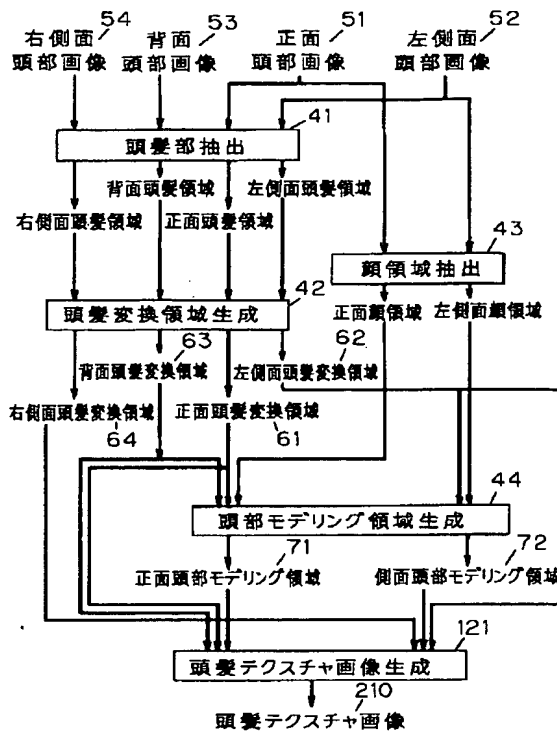 54 53 51 52
右側面 背面 正面 左側面
頭部画像 頭部画像 頭部画像 頭部画像
41
頭髪部抽出
背面頭髪領域 左側面頭髪領域
右側面頭髪領域 正面頭髪領域
43
顔領域抽出
42
頭髪変換領域生成
正面顔領域 左側面顔領域
63 62
背面頭髪変換領域 左側面頭髪変換領域
右側面頭髪変換領域 正面頭髪変換領域
64 61
44
頭部モデリング領域生成
71 72
正面頭部モデリング領域 側面頭部モデリング領域
121
頭髪テクスチャ画像生成
210
頭髪テクスチャ画像